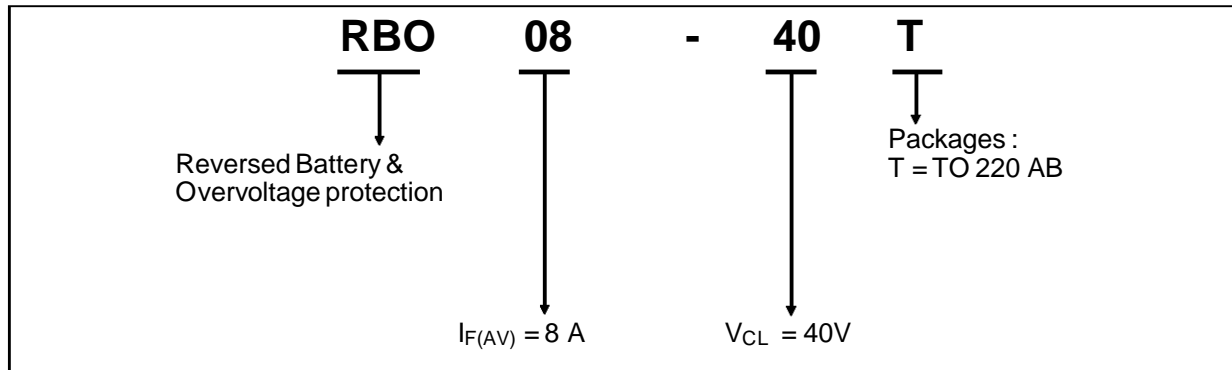 RBO 08 - 40 T
Packages :
T = TO 220 AB
Reversed Battery &
Overvoltage protection
IF(AV) = 8 A
VCL = 40V